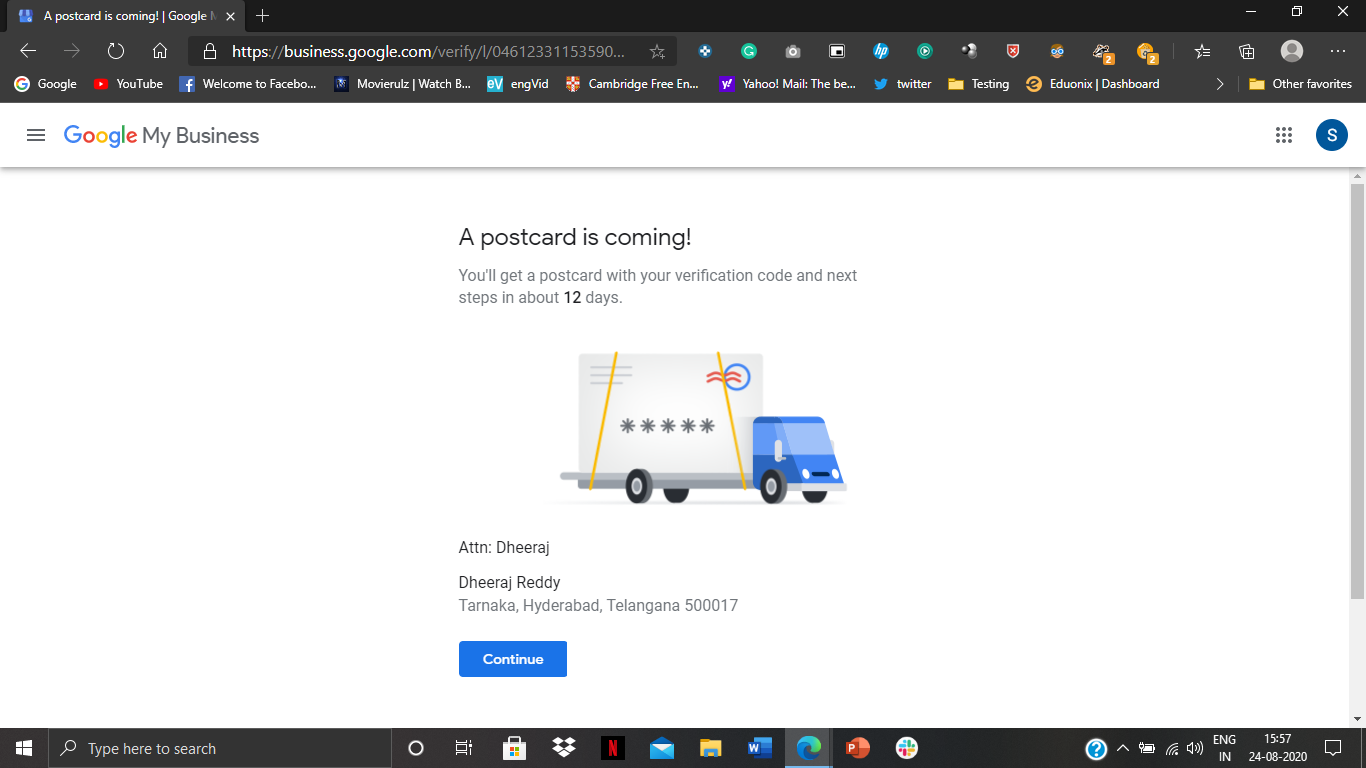 A postcard is coming! | Google M
https://business.google.com/verify/l/04612331153590...
2
2
Google
YouTube
Welcome to Facebo...
Movierulz | Watch B...
eV
engVid
Cambridge Free En...
Yahoo! Mail: The be...
twitter
Testing
Eduonix | Dashboard
Other favorites
Google My Business
S
A postcard is coming!
You'll get a postcard with your verification code and next
steps in about 12 days.
*****
Attn: Dheeraj
Dheeraj Reddy
Tarnaka, Hyderabad, Telangana 500017
Continue
Type here to search
ENG
IN
15:57
24-08-2020